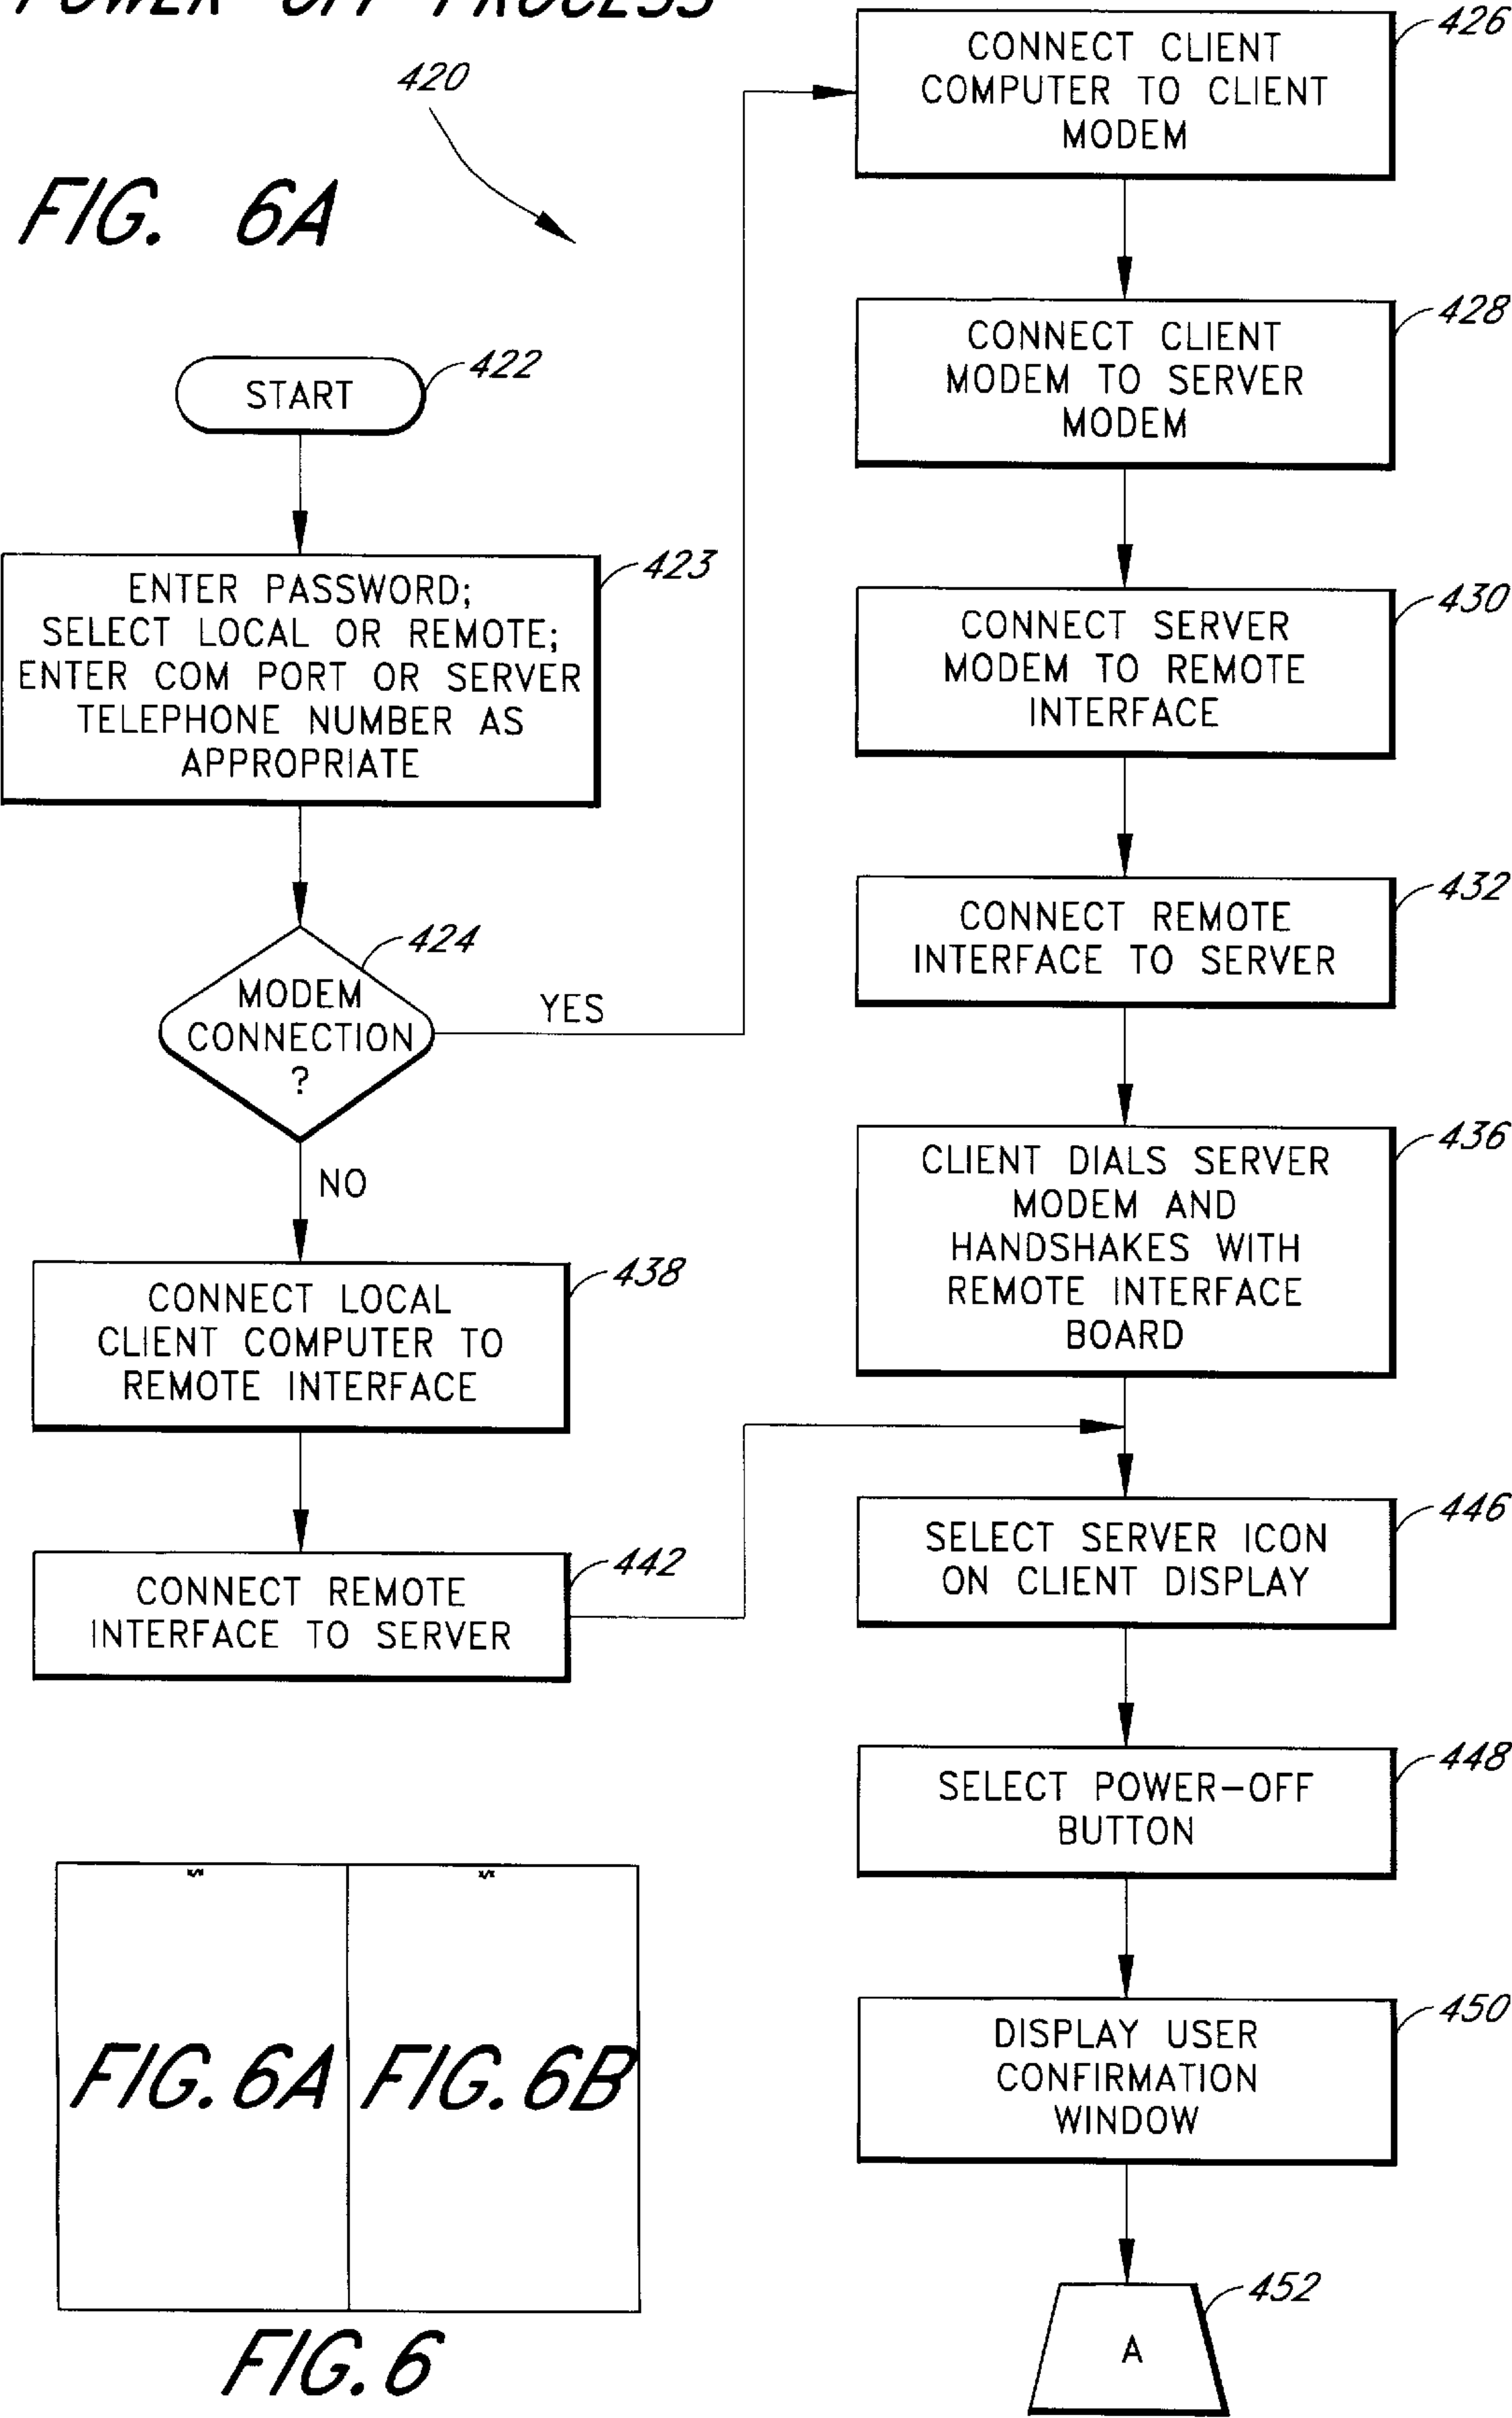 POWER-OFF PROCESS
420
FIG. 6A
START
422
ENTER PASSWORD;
SELECT LOCAL OR REMOTE;
ENTER COM PORT OR SERVER
TELEPHONE NUMBER AS
APPROPRIATE
423
MODEM
CONNECTION
?
424
YES
NO
CONNECT LOCAL
CLIENT COMPUTER TO
REMOTE INTERFACE
438
CONNECT REMOTE
INTERFACE TO SERVER
442
CONNECT CLIENT
COMPUTER TO CLIENT
MODEM
426
CONNECT CLIENT
MODEM TO SERVER
MODEM
428
CONNECT SERVER
MODEM TO REMOTE
INTERFACE
430
CONNECT REMOTE
INTERFACE TO SERVER
432
CLIENT DIALS SERVER
MODEM AND
HANDSHAKES WITH
REMOTE INTERFACE
BOARD
436
SELECT SERVER ICON
ON CLIENT DISPLAY
446
SELECT POWER-OFF
BUTTON
448
DISPLAY USER
CONFIRMATION
WINDOW
450
A
452
FIG. 6A
FIG. 6B
FIG. 6